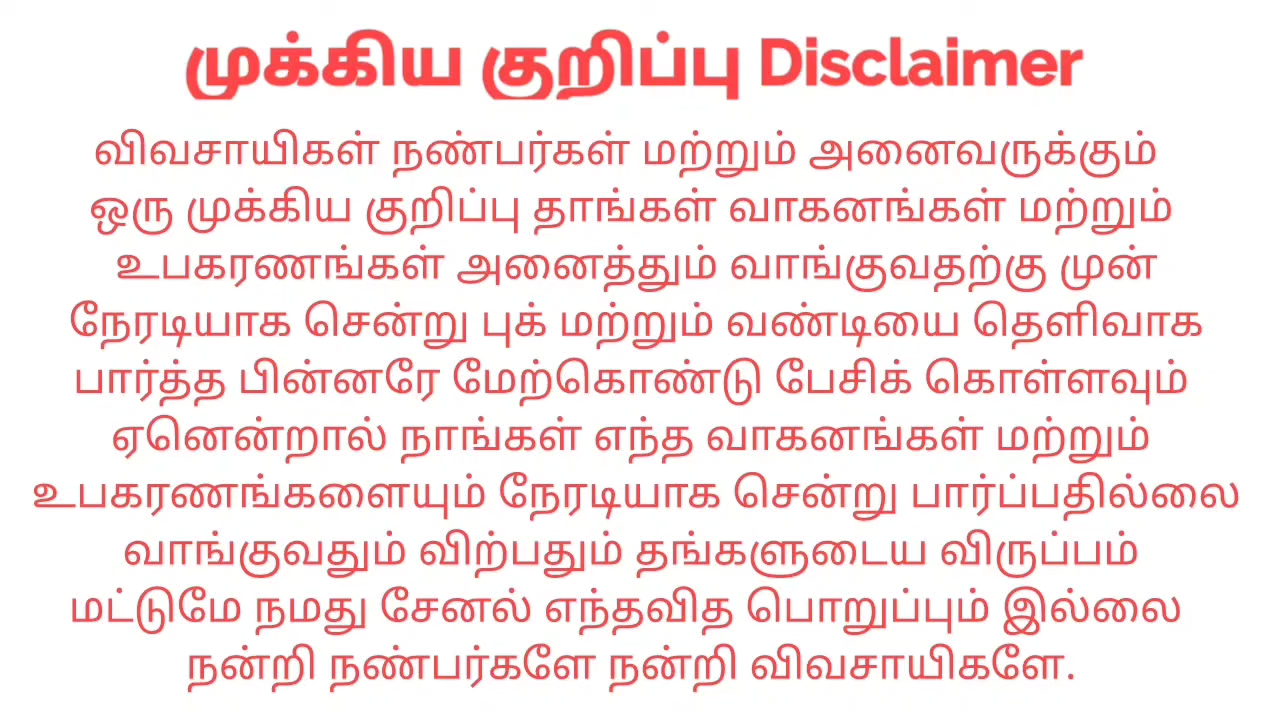 முக்கிய குறிப்பு Disclaimer
விவசாயிகள் நண்பர்கள் மற்றும் அனைவருக்கும்
ஒரு முக்கிய குறிப்பு தாங்கள் வாகனங்கள் மற்றும்
உபகரணங்கள் அனைத்தும் வாங்குவதற்கு முன்
நேரடியாக சென்று புக் மற்றும் வண்டியை தெளிவாக
பார்த்த பின்னரே மேற்கொண்டு பேசிக் கொள்ளவும்
ஏனென்றால் நாங்கள் எந்த வாகனங்கள் மற்றும்
உபகரணங்களையும் நேரடியாக சென்று பார்ப்பதில்லை
வாங்குவதும் விற்பதும் தங்களுடைய விருப்பம்
மட்டுமே நமது சேனல் எந்தவித பொறுப்பும் இல்லை
நன்றி நண்பர்களே நன்றி விவசாயிகளே.